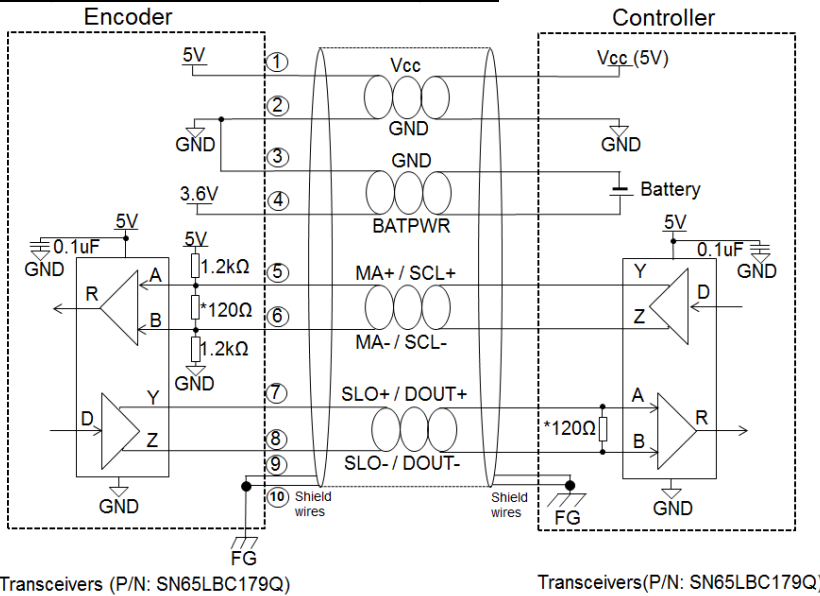 Encoder
Controller
5V
①
Vcc
Vcc (5V)
②
GND
GND
GND
③
GND
3.6V
④
Battery
BATPWR
5V
0.1uF
GND
5V
1.2kΩ
⑤
MA+ / SCL+
5V
0.1uF
GND
A
R
*120Ω
B
⑥
MA- / SCL-
Y
D
Z
1.2kΩ
GND
⑦
SLO+ / DOUT+
Y
D
Z
⑧
SLO- / DOUT-
*120Ω
A
R
B
⑨
⑩
Shield
wires
Shield
wires
GND
FG
FG
GND
Transceivers (P/N: SN65LBC179Q)
Transceivers(P/N: SN65LBC179Q)